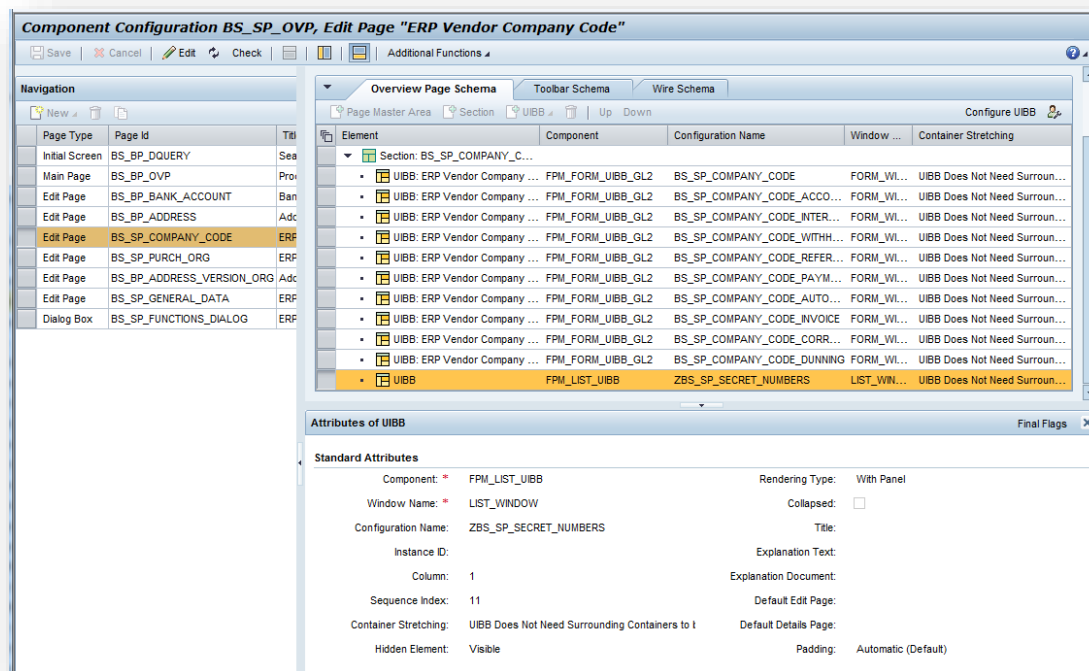 Component Configuration BS_SP_OVP, Edit Page "ERP Vendor Company Code"
Save Cancel Edit Check Additional Functions
Navigation
New
Page Type Page Id Titl
Initial Screen BS_BP_DQUERY Sea
Main Page BS_BP_OVP Pro
Edit Page BS_BP_BANK_ACCOUNT Ban
Edit Page BS_BP_ADDRESS Add
Edit Page BS_SP_COMPANY_CODE ERP
Edit Page BS_SP_PURCH_ORG ERP
Edit Page BS_BP_ADDRESS_VERSION_ORG Add
Edit Page BS_SP_GENERAL_DATA ERP
Dialog Box BS_SP_FUNCTIONS_DIALOG ERP
Overview Page Schema Toolbar Schema Wire Schema
Page Master Area Section UIBB Up Down Configure UIBB
Element Component Configuration Name Window ... Container Stretching
Section: BS_SP_COMPANY_C...
UIBB: ERP Vendor Company ... FPM_FORM_UIBB_GL2 BS_SP_COMPANY_CODE FORM_WI... UIBB Does Not Need Surroun...
UIBB: ERP Vendor Company ... FPM_FORM_UIBB_GL2 BS_SP_COMPANY_CODE_ACCO... FORM_WI... UIBB Does Not Need Surroun...
UIBB: ERP Vendor Company ... FPM_FORM_UIBB_GL2 BS_SP_COMPANY_CODE_INTER... FORM_WI... UIBB Does Not Need Surroun...
UIBB: ERP Vendor Company ... FPM_FORM_UIBB_GL2 BS_SP_COMPANY_CODE_WITHH... FORM_WI... UIBB Does Not Need Surroun...
UIBB: ERP Vendor Company ... FPM_FORM_UIBB_GL2 BS_SP_COMPANY_CODE_REFER... FORM_WI... UIBB Does Not Need Surroun...
UIBB: ERP Vendor Company ... FPM_FORM_UIBB_GL2 BS_SP_COMPANY_CODE_PAYM... FORM_WI... UIBB Does Not Need Surroun...
UIBB: ERP Vendor Company ... FPM_FORM_UIBB_GL2 BS_SP_COMPANY_CODE_AUTO... FORM_WI... UIBB Does Not Need Surroun...
UIBB: ERP Vendor Company ... FPM_FORM_UIBB_GL2 BS_SP_COMPANY_CODE_INVOICE FORM_WI... UIBB Does Not Need Surroun...
UIBB: ERP Vendor Company ... FPM_FORM_UIBB_GL2 BS_SP_COMPANY_CODE_CORR... FORM_WI... UIBB Does Not Need Surroun...
UIBB: ERP Vendor Company ... FPM_FORM_UIBB_GL2 BS_SP_COMPANY_CODE_DUNNING FORM_WI... UIBB Does Not Need Surroun...
UIBB FPM_LIST_UIBB ZBS_SP_SECRET_NUMBERS LIST_WIN... UIBB Does Not Need Surroun...
Attributes of UIBB Final Flags
Standard Attributes
Component: * FPM_LIST_UIBB Rendering Type: With Panel
Window Name: * LIST_WINDOW Collapsed:
Configuration Name: ZBS_SP_SECRET_NUMBERS Title:
Instance ID: Explanation Text:
Column: 1 Explanation Document:
Sequence Index: 11 Default Edit Page:
Container Stretching: UIBB Does Not Need Surrounding Containers to b Default Details Page:
Hidden Element: Visible Padding: Automatic (Default)